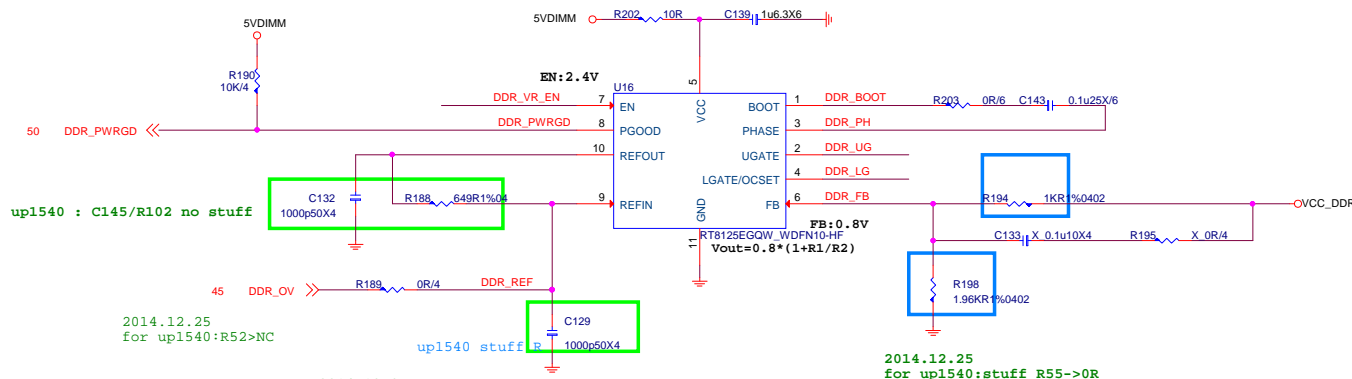 5VDIMM
R202
10R
C139
1u6.3X6
5VDIMM
R190
10K/4
EN:2.4V
U16
5
VCC
DDR_VR_EN
7
EN
BOOT
1
DDR_BOOT
R203
0R/6
C143
0.1u25X/6
50
DDR_PWRGD
DDR_PWRGD
8
PGOOD
PHASE
3
DDR_PH
10
REFOUT
UGATE
2
DDR_UG
LGATE/OCSET
4
DDR_LG
C132
1000p50X4
R188
649R1%04
9
REFIN
GND
11
FB
6
DDR_FB
R194
1KR1%0402
VCC_DDR
up1540 : C145/R102 no stuff
FB:0.8V
RT8125EGQW_WDFN10-HF
Vout=0.8*(1+R1/R2)
C133
X_0.1u10X4
R195
X_0R/4
45
DDR_OV
R189
0R/4
DDR_REF
R198
1.96KR1%0402
2014.12.25
for up1540:R52>NC
C129
1000p50X4
up1540 stuff R
2014.12.25
for up1540:stuff R55->0R